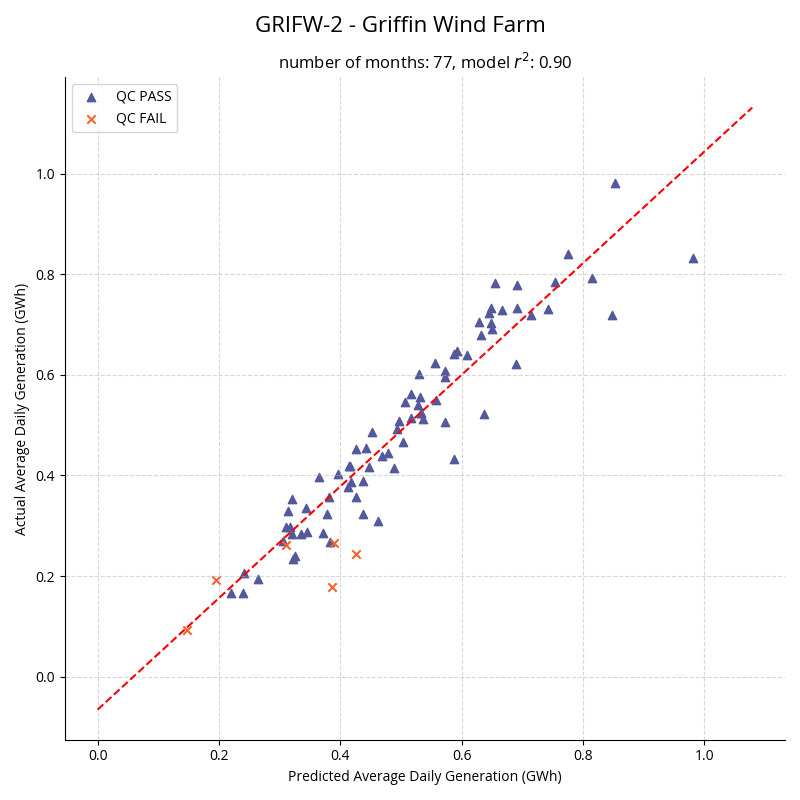 GRIFW-2 - Griffin Wind Farm
number of months: 77, model r²: 0.90
QC PASS
QC FAIL
Actual Average Daily Generation (GWh)
1.0
0.8
0.6
0.4
0.2
0.0
0.0 0.2 0.4 0.6 0.8 1.0
Predicted Average Daily Generation (GWh)